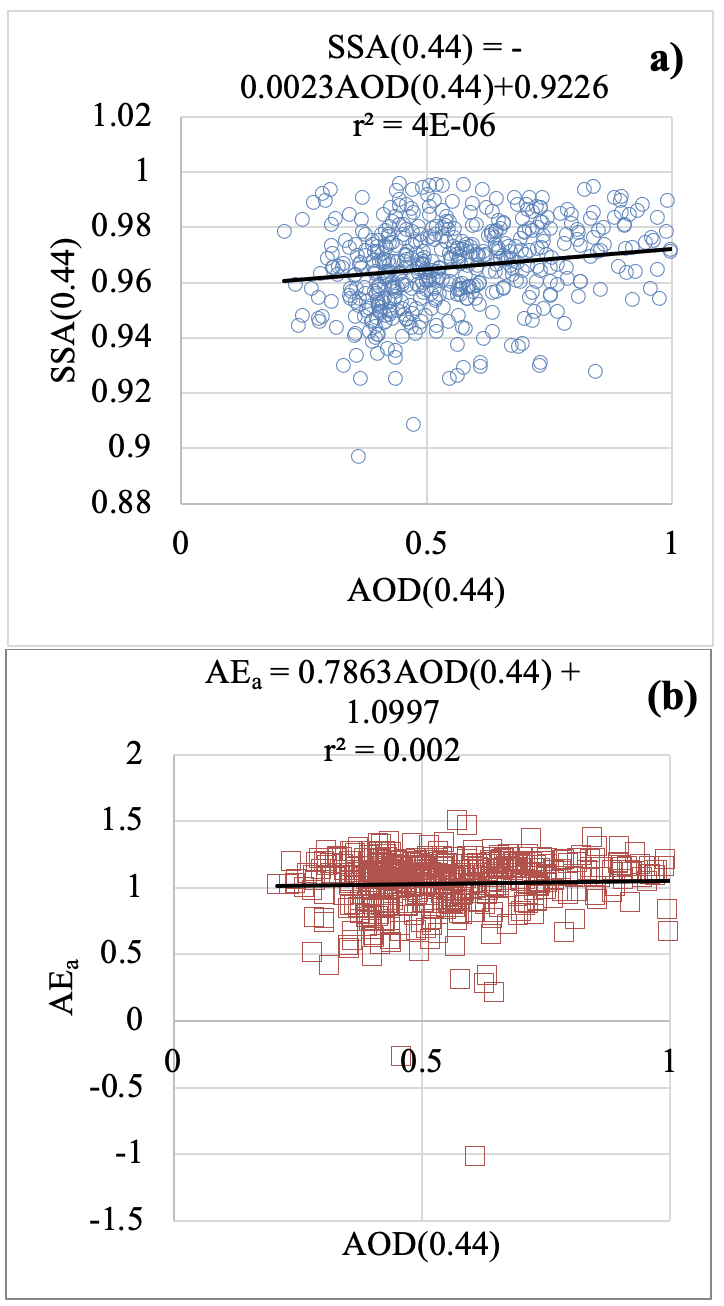 SSA(0.44) = -
0.0023AOD(0.44)+0.9226
r² = 4E-06
a)
1.02
1
0.98
0.96
0.94
0.92
0.9
0.88
SSA(0.44)
0
0.5
1
AOD(0.44)
AEₐ = 0.7863AOD(0.44) +
1.0997
r² = 0.002
(b)
2
1.5
1
0.5
0
-0.5
-1
-1.5
AEₐ
0
0.5
1
AOD(0.44)